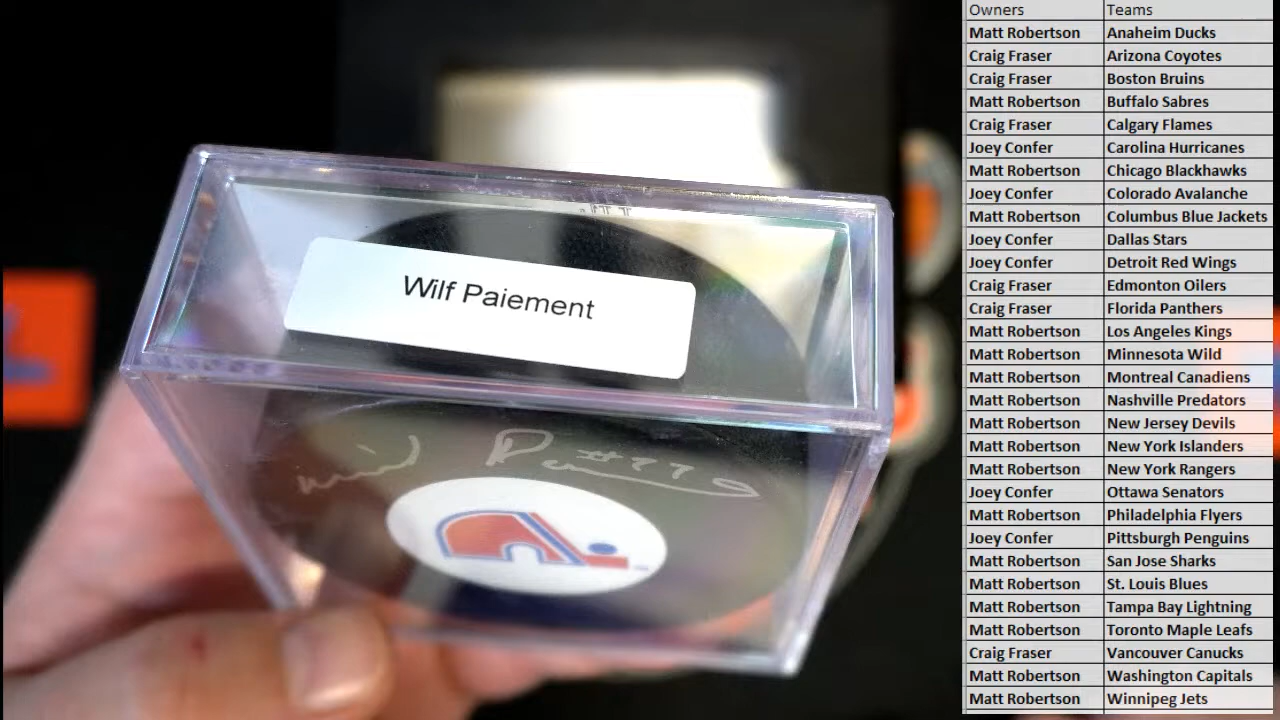 Wilf Paiement
#77
Owners Teams
Matt Robertson Anaheim Ducks
Craig Fraser Arizona Coyotes
Craig Fraser Boston Bruins
Matt Robertson Buffalo Sabres
Craig Fraser Calgary Flames
Joey Confer Carolina Hurricanes
Matt Robertson Chicago Blackhawks
Joey Confer Colorado Avalanche
Matt Robertson Columbus Blue Jackets
Joey Confer Dallas Stars
Joey Confer Detroit Red Wings
Craig Fraser Edmonton Oilers
Craig Fraser Florida Panthers
Matt Robertson Los Angeles Kings
Matt Robertson Minnesota Wild
Matt Robertson Montreal Canadiens
Matt Robertson Nashville Predators
Matt Robertson New Jersey Devils
Matt Robertson New York Islanders
Matt Robertson New York Rangers
Joey Confer Ottawa Senators
Matt Robertson Philadelphia Flyers
Joey Confer Pittsburgh Penguins
Matt Robertson San Jose Sharks
Matt Robertson St. Louis Blues
Matt Robertson Tampa Bay Lightning
Matt Robertson Toronto Maple Leafs
Craig Fraser Vancouver Canucks
Matt Robertson Washington Capitals
Matt Robertson Winnipeg Jets